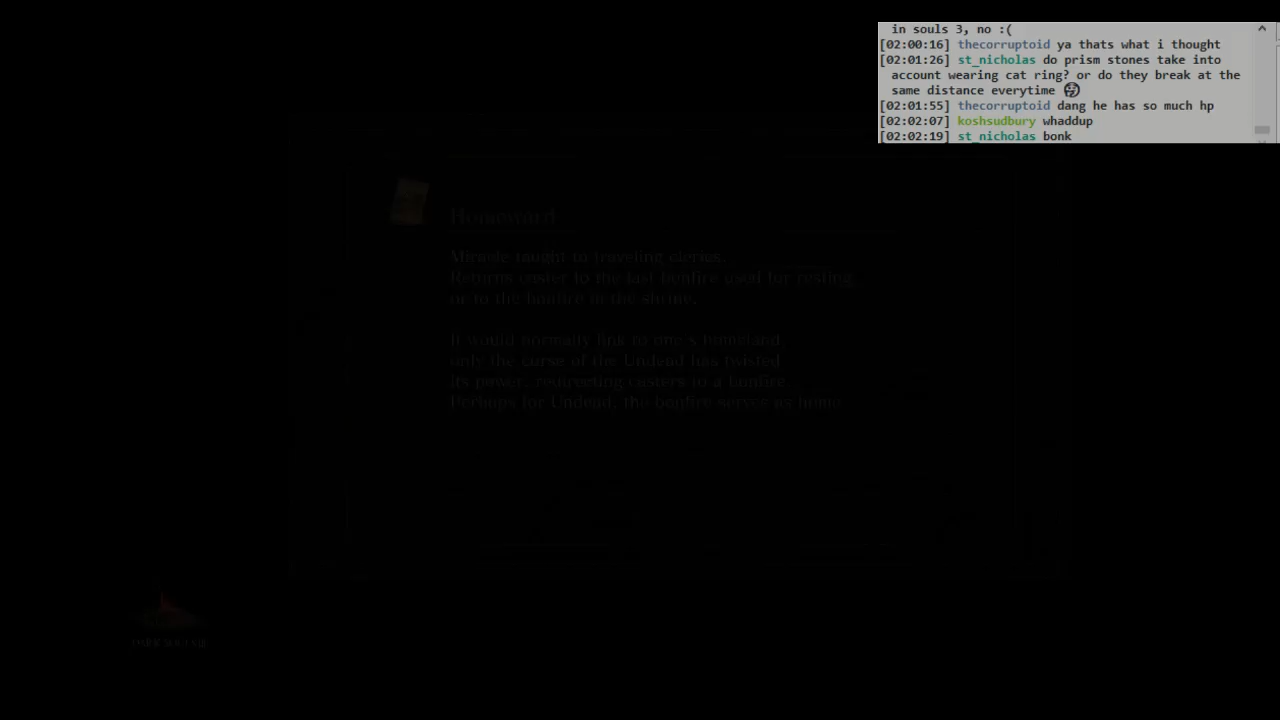 in souls 3, no :(
[02:00:16] thecorruptoid ya thats what i thought
[02:01:26] st_nicholas do prism stones take into
account wearing cat ring? or do they break at the
same distance everytime
[02:01:55] thecorruptoid dang he has so much hp
[02:02:07] koshsudbury whaddup
[02:02:19] st_nicholas bonk
Homeward
Miracle taught to traveling clerics.
Returns caster to the last bonfire used for resting
or to the bonfire in the shrine.
It would normally link to one's homeland,
only the curse of the Undead has twisted
its power, redirecting casters to a bonfire.
Perhaps for Undead, the bonfire serves as home.